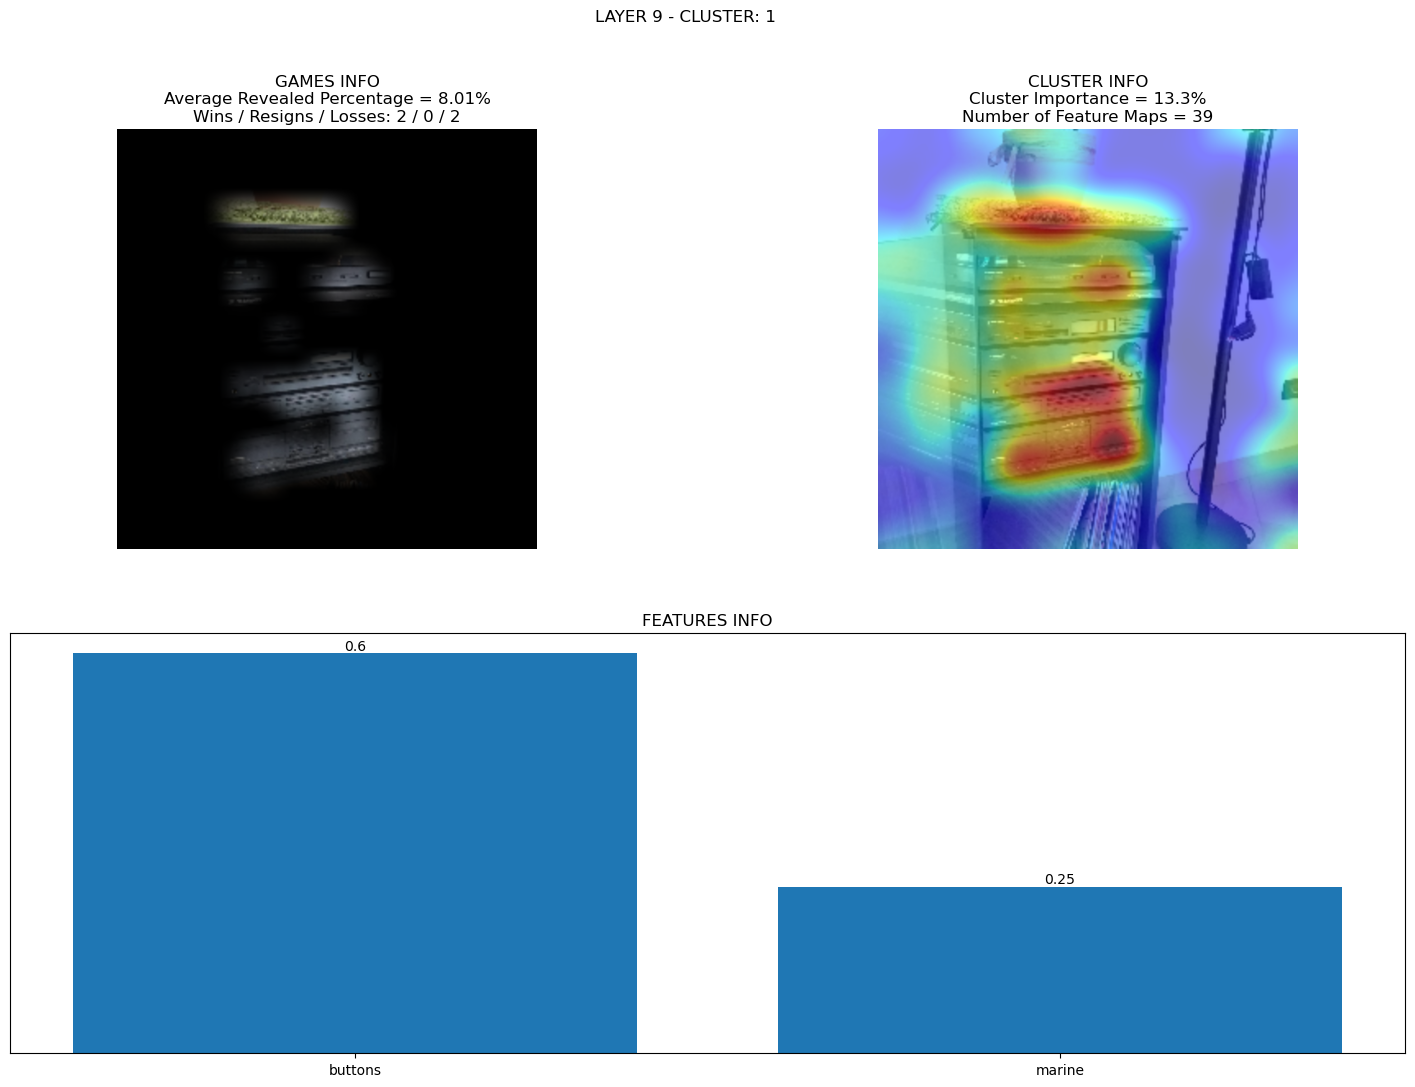 LAYER 9 - CLUSTER: 1
GAMES INFO
Average Revealed Percentage = 8.01%
Wins / Resigns / Losses: 2 / 0 / 2
CLUSTER INFO
Cluster Importance = 13.3%
Number of Feature Maps = 39
FEATURES INFO
0.6
0.25
buttons
marine